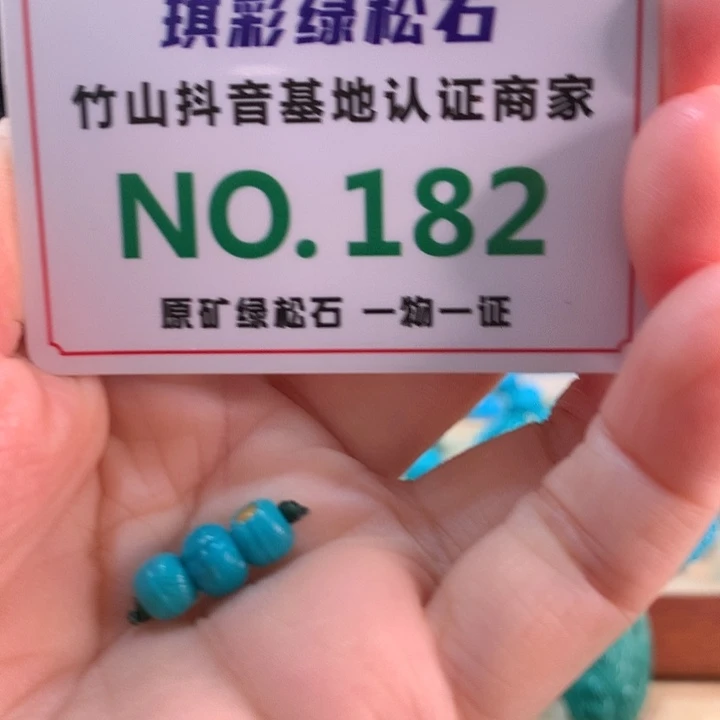 琪彩绿松石
竹山抖音基地认证商家
NO.182
原矿绿松石 一物一证